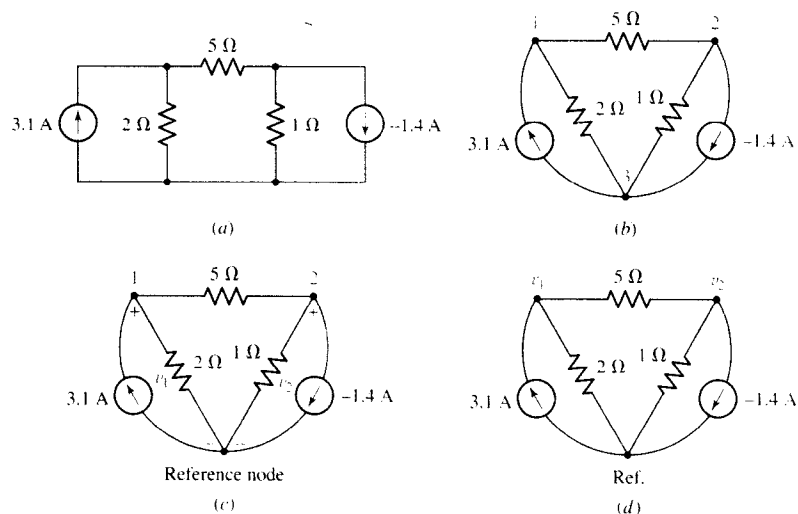 5 Ω
3.1 A
2 Ω
1 Ω
–1.4 A
(a)
1
5 Ω
2
2 Ω
1 Ω
3.1 A
–1.4 A
3
(b)
1
5 Ω
2
+
+
2 Ω
1 Ω
v1
v2
3.1 A
–1.4 A
– –
Reference node
(c)
v1
5 Ω
v2
2 Ω
1 Ω
3.1 A
–1.4 A
Ref.
(d)